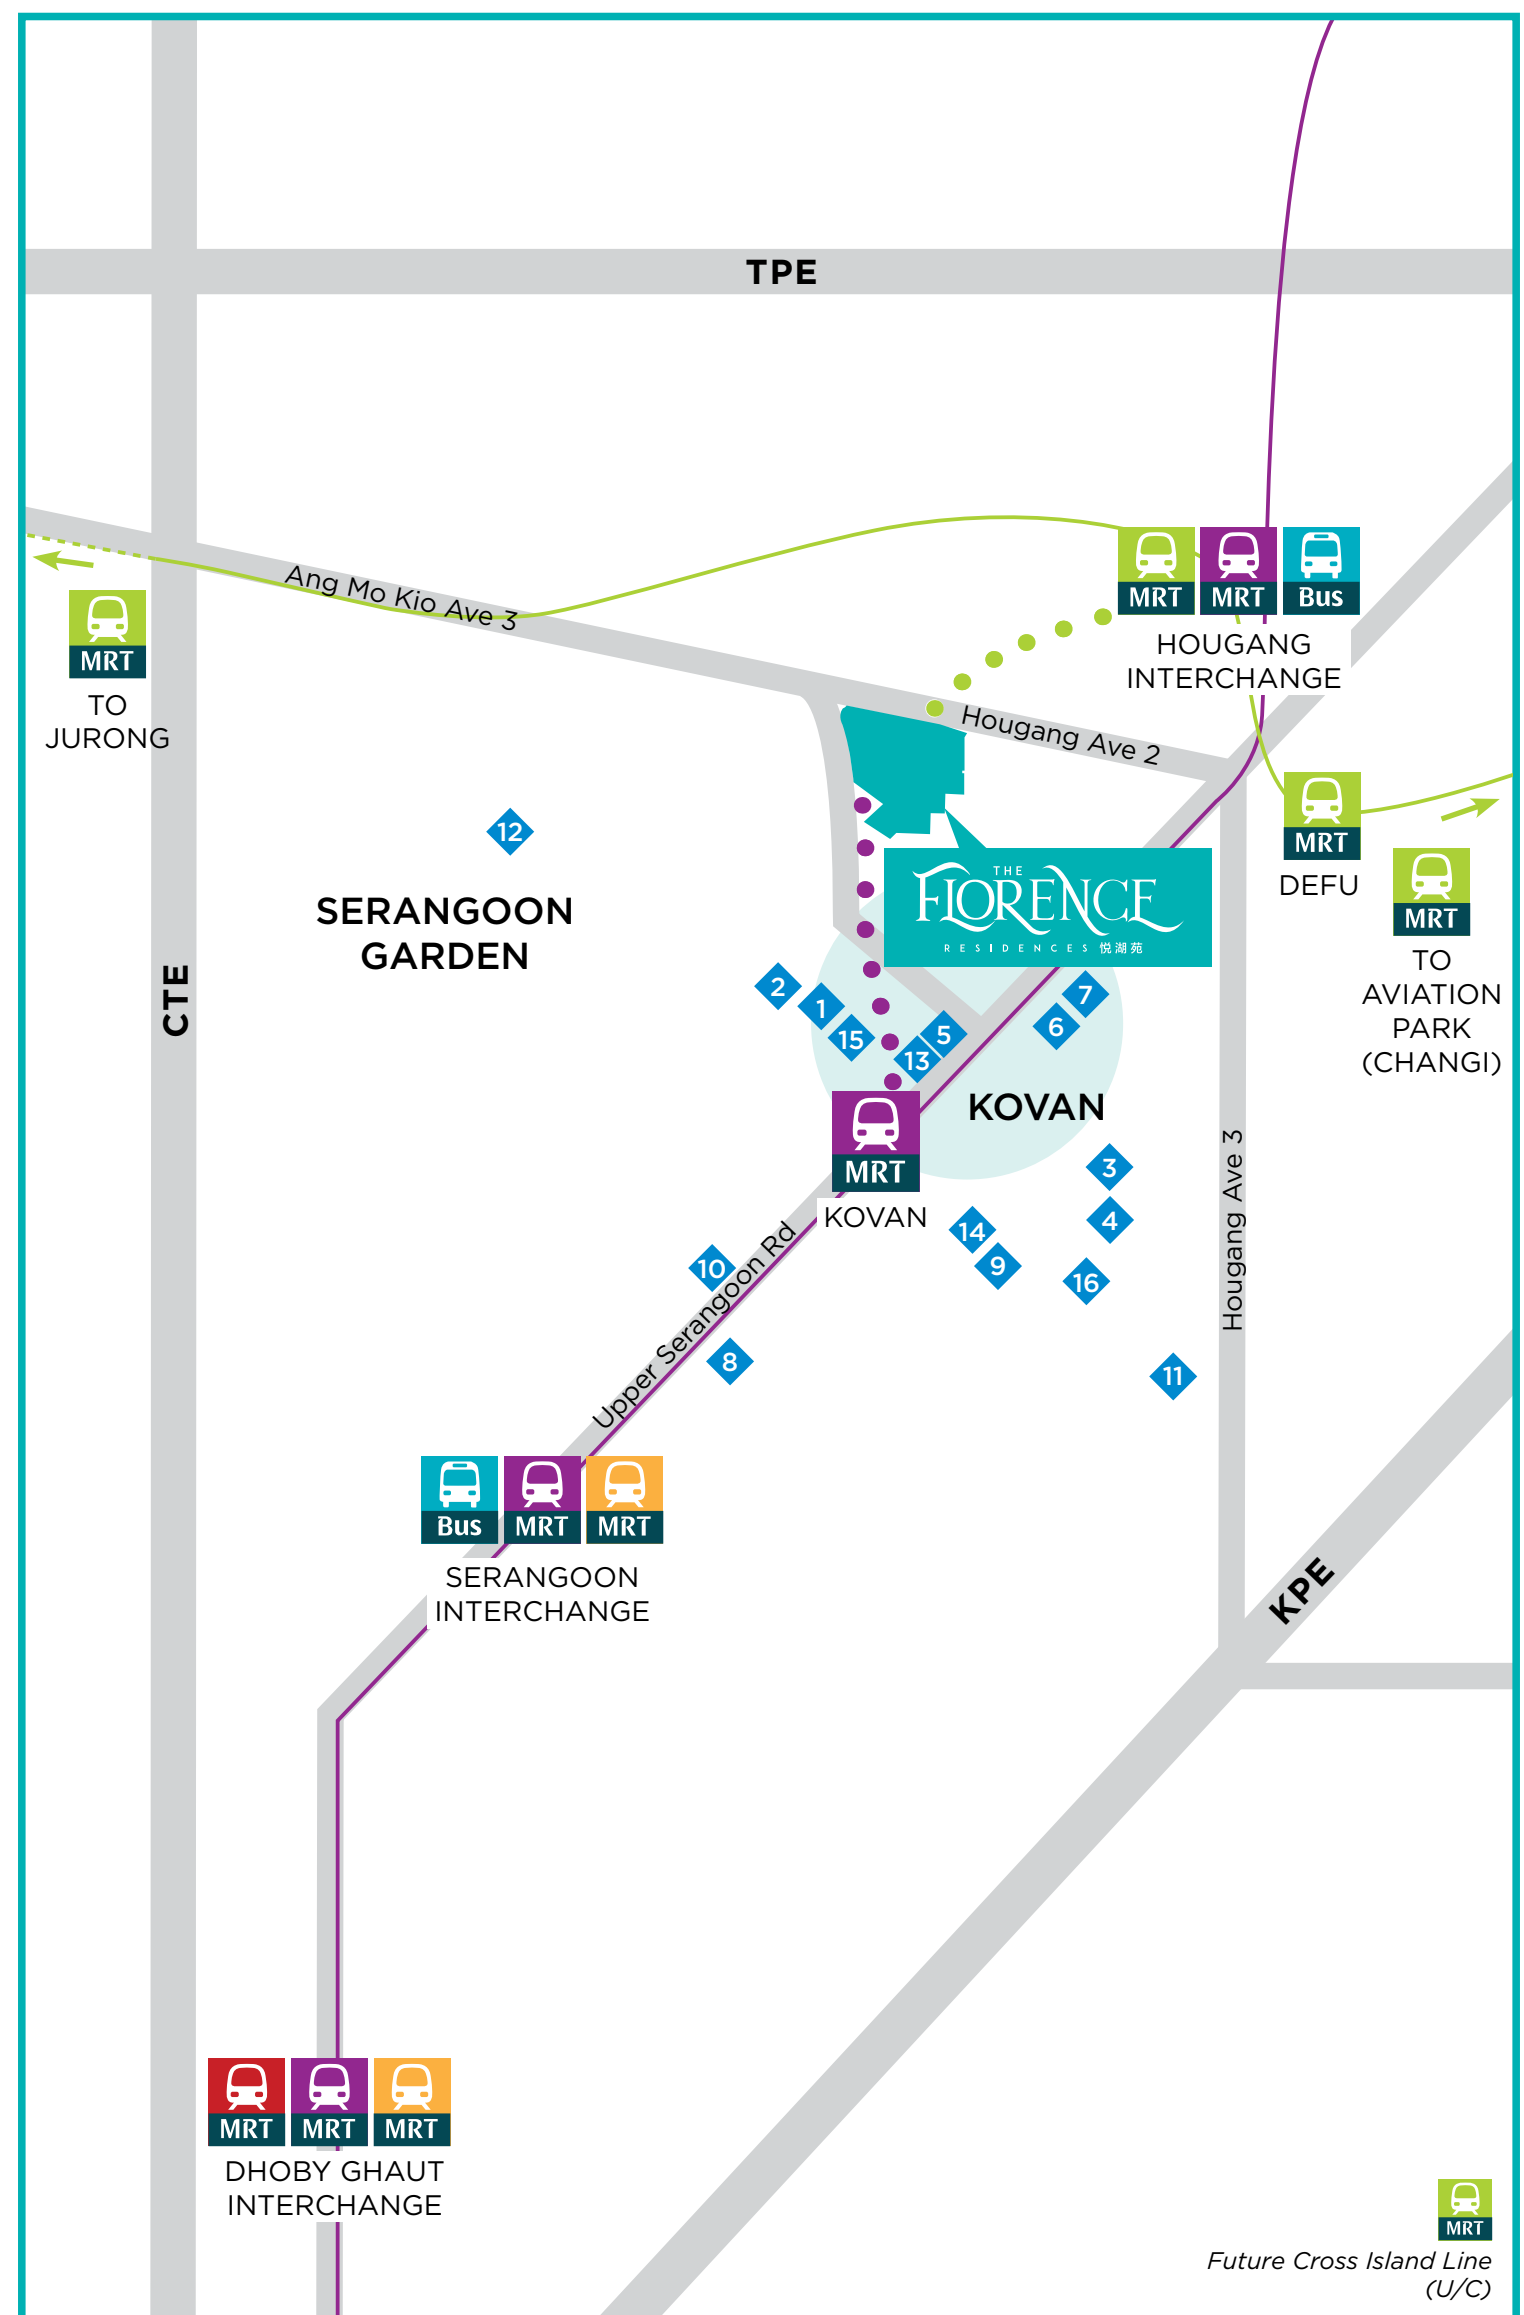 TPE
MRT
MRT
Bus
HOUGANG
INTERCHANGE
Ang Mo Kio Ave 3
MRT
TO
JURONG
Hougang Ave 2
MRT
DEFU
12
SERANGOON
GARDEN
THE
FLORENCE
RESIDENCES 悦湖苑
MRT
TO
AVIATION
PARK
(CHANGI)
CTE
2
1
15
5
13
7
6
KOVAN
MRT
KOVAN
3
4
14
9
16
Hougang Ave 3
10
Upper Serangoon Rd
8
11
Bus
MRT
MRT
SERANGOON
INTERCHANGE
KPE
MRT
MRT
MRT
DHOBY GHAUT
INTERCHANGE
MRT
Future Cross Island Line
(U/C)